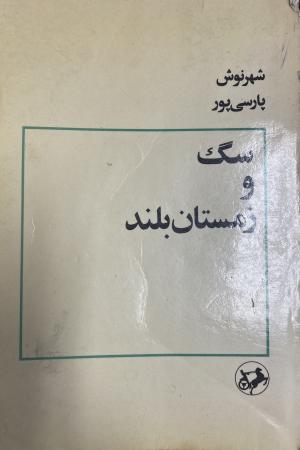 شهرنوش
پارسی‌پور
سگ
و
زمستان بلند